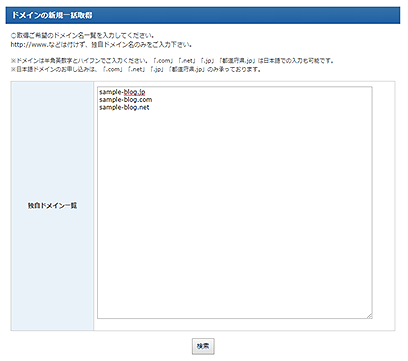 ドメインの新規一括取得
○取得ご希望のドメイン名一覧を入力してください。
http://www.などは付けず、独自ドメイン名のみをご入力下さい。
※ドメインは半角英数字とハイフンでご入力ください。「.com」「.net」「.jp」「都道府県.jp」は日本語での入力も可能です。
※日本語ドメインのお申し込みは、「.com」「.net」「.jp」「都道府県.jp」のみ承っております。
独自ドメイン一覧
sample-blog.jp
sample-blog.com
sample-blog.net
検索